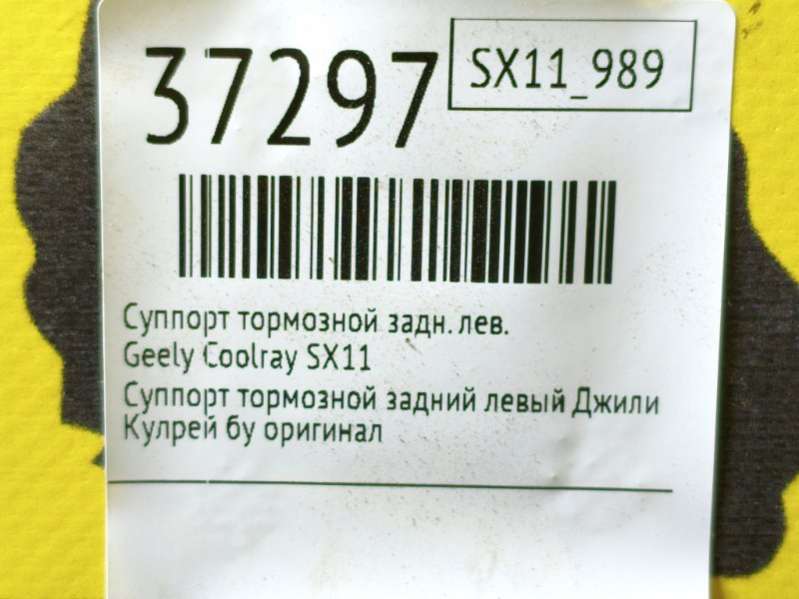 37297
SX11_989
Суппорт тормозной задн. лев.
Geely Coolray SX11
Суппорт тормозной задний левый Джили
Кулрей бу оригинал